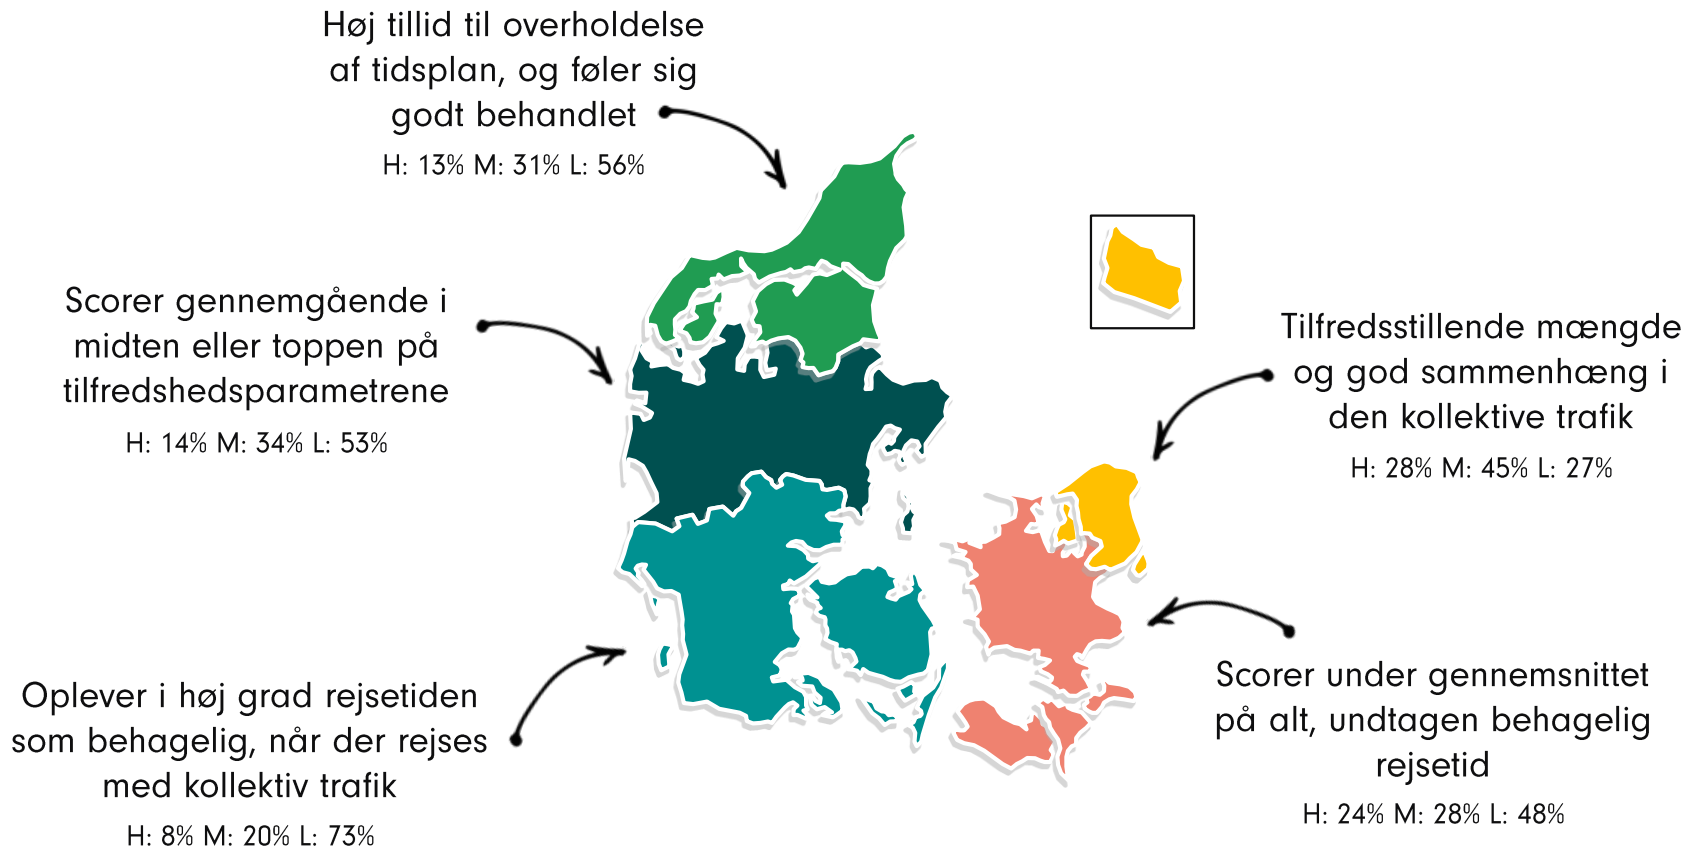 Høj tillid til overholdelse
af tidsplan, og føler sig
godt behandlet
H: 13% M: 31% L: 56%
Scorer gennemgående i
midten eller toppen på
tilfredshedsparametrene
H: 14% M: 34% L: 53%
Tilfredsstillende mængde
og god sammenhæng i
den kollektive trafik
H: 28% M: 45% L: 27%
Oplever i høj grad rejsetiden
som behagelig, når der rejses
med kollektiv trafik
H: 8% M: 20% L: 73%
Scorer under gennemsnittet
på alt, undtagen behagelig
rejsetid
H: 24% M: 28% L: 48%